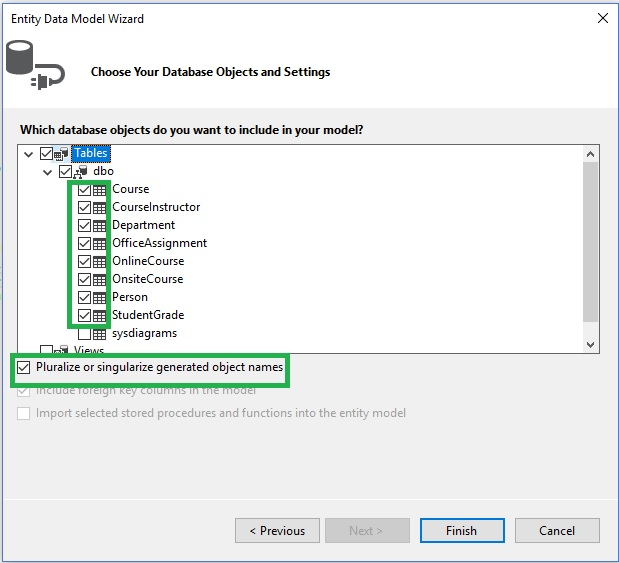 Entity Data Model Wizard
Choose Your Database Objects and Settings
Which database objects do you want to include in your model?
Tables
dbo
Course
CourseInstructor
Department
OfficeAssignment
OnlineCourse
OnsiteCourse
Person
StudentGrade
sysdiagrams
Views
Pluralize or singularize generated object names
Include foreign key columns in the model
Import selected stored procedures and functions into the entity model
< Previous
Next >
Finish
Cancel